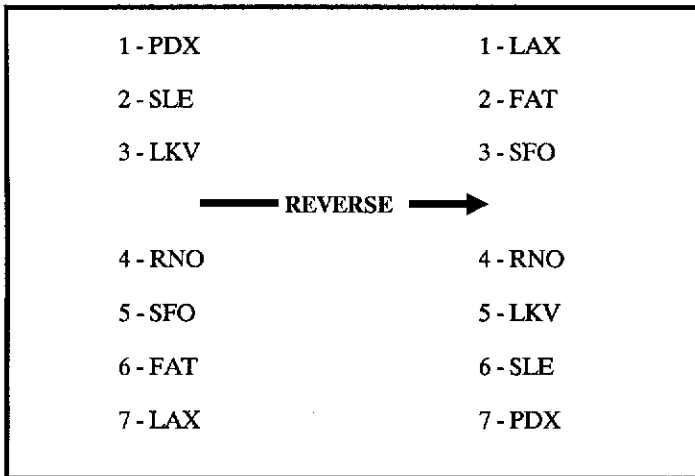 1 - PDX 1 - LAX
2 - SLE 2 - FAT
3 - LKV 3 - SFO
REVERSE
4 - RNO 4 - RNO
5 - SFO 5 - LKV
6 - FAT 6 - SLE
7 - LAX 7 - PDX